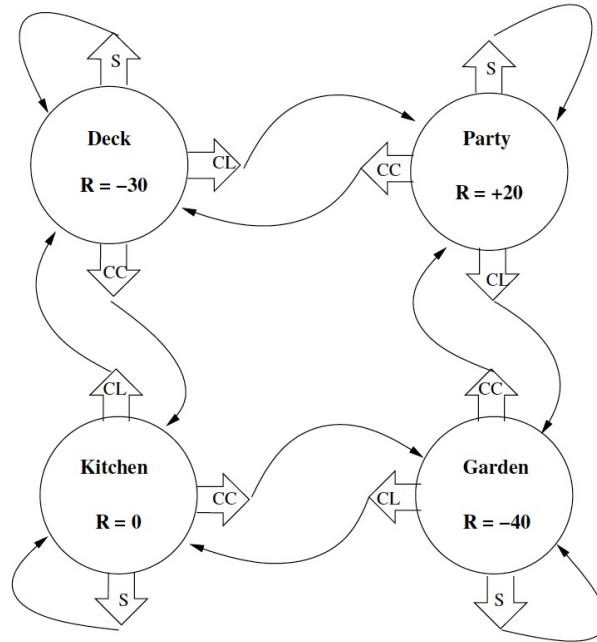 S
S
Deck
Party
CL
CC
R = −30
R = +20
CC
CL
CL
CC
Kitchen
Garden
CC
CL
R = 0
R = −40
S
S